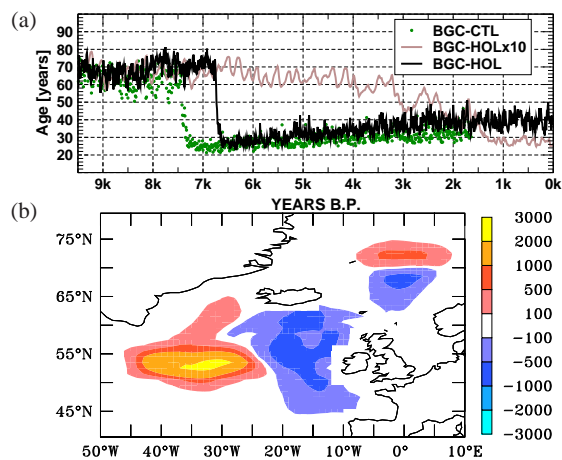 (a)
90
80
70
60
50
40
30
20
Age [years]
BGC-CTL
BGC-HOLx10
BGC-HOL
9k 8k 7k 6k 5k 4k 3k 2k 1k 0k
YEARS B.P.
(b)
75°N
65°N
55°N
45°N
50°W 40°W 30°W 20°W 10°W 0° 10°E
3000
2000
1000
500
100
-100
-500
-1000
-2000
-3000